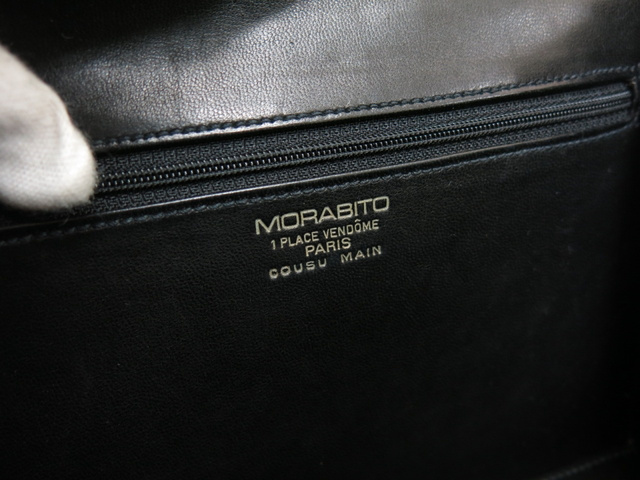 MORABITO
1 PLACE VENDÔME
PARIS
COUSU MAIN